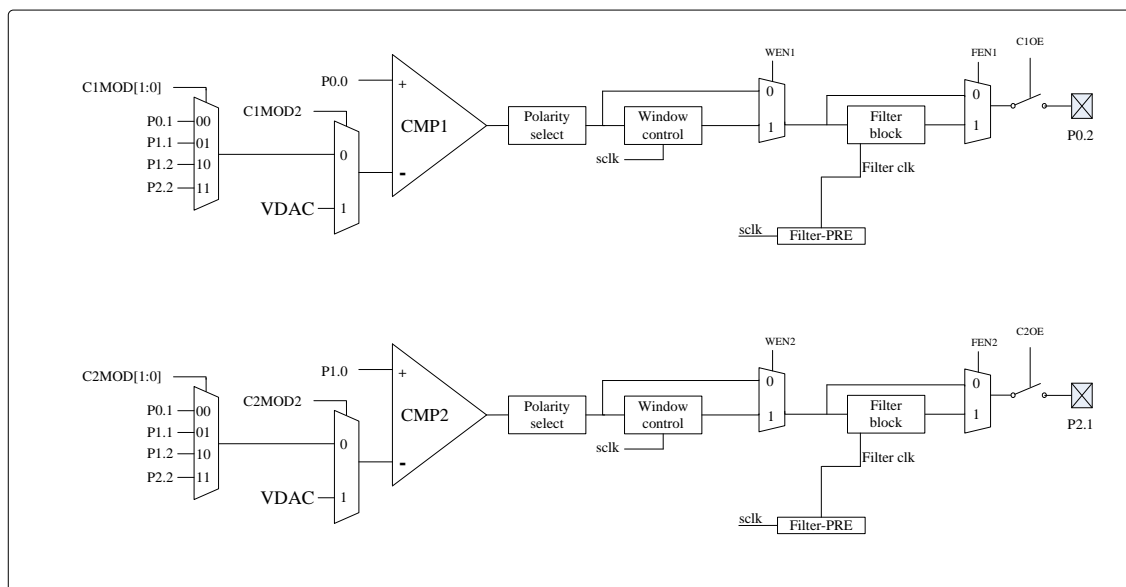 C1OE
WEN1
FEN1
P0.0
C1MOD[1:0]
+
0
0
C1MOD2
P0.1
00
CMP1
Polarity
select
Window
control
Filter
block
P1.1
01
1
1
P0.2
P1.2
10
0
sclk
P2.2
11
-
Filter clk
VDAC
1
sclk
Filter-PRE
C2OE
WEN2
FEN2
P1.0
C2MOD[1:0]
+
0
0
C2MOD2
P0.1
00
CMP2
Polarity
select
Window
control
Filter
block
P1.1
01
1
1
P2.1
P1.2
10
0
sclk
P2.2
11
-
Filter clk
VDAC
1
sclk
Filter-PRE